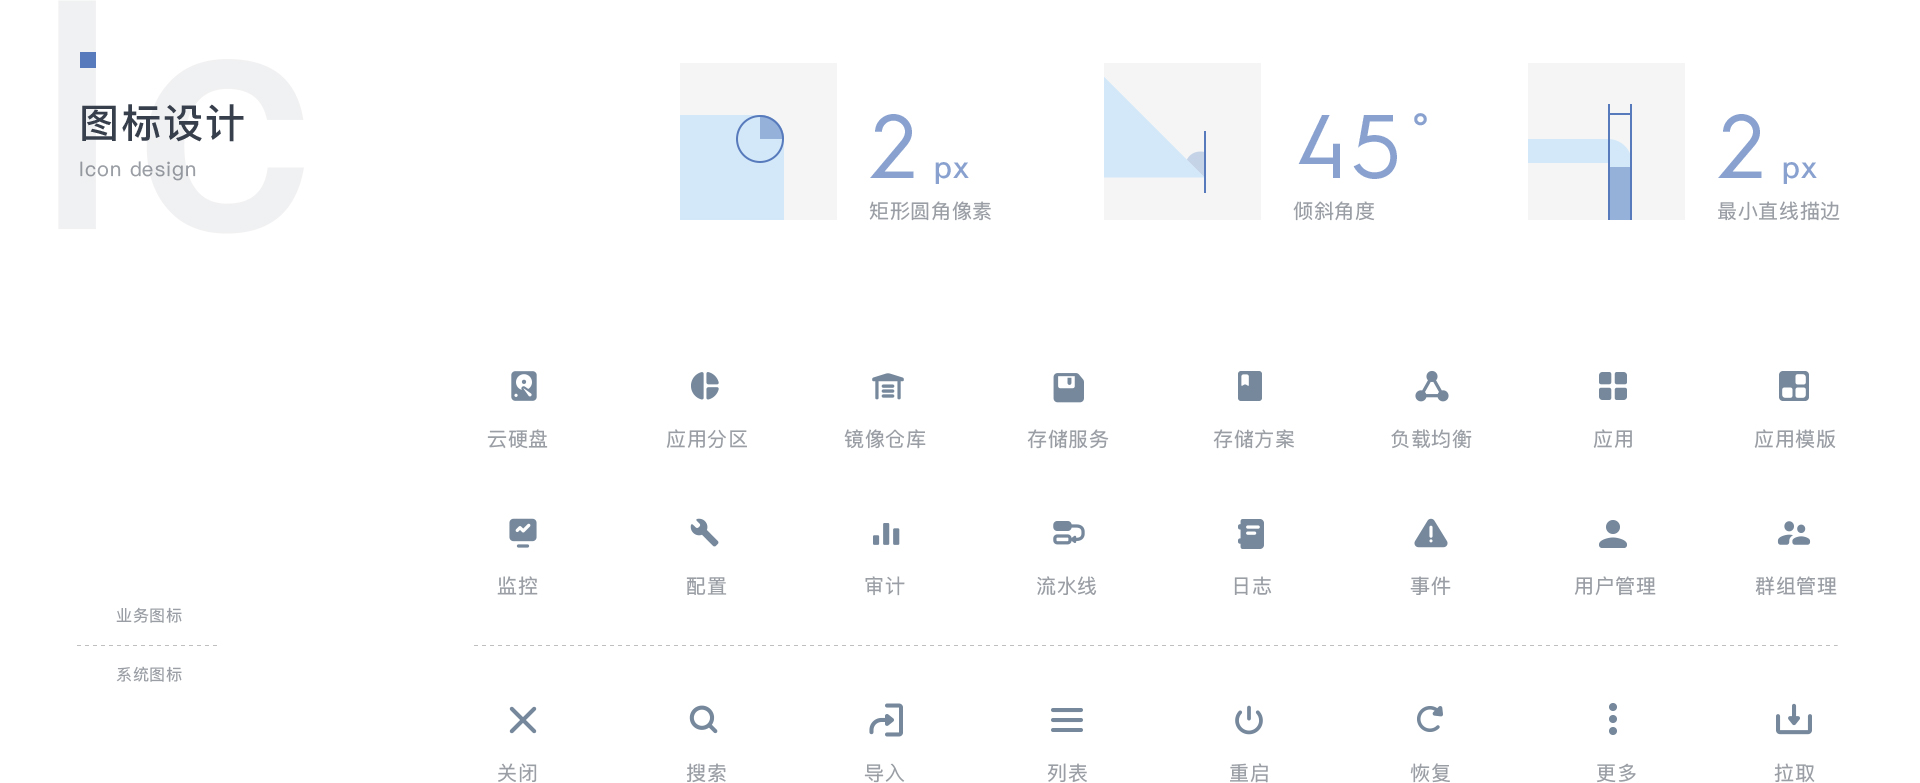 Ic
图标设计
Icon design
2 px
矩形圆角像素
45°
倾斜角度
2 px
最小直线描边
云硬盘 应用分区 镜像仓库 存储服务 存储方案 负载均衡 应用 应用模版
监控 配置 审计 流水线 日志 事件 用户管理 群组管理
业务图标
系统图标
关闭 搜索 导入 列表 重启 恢复 更多 拉取